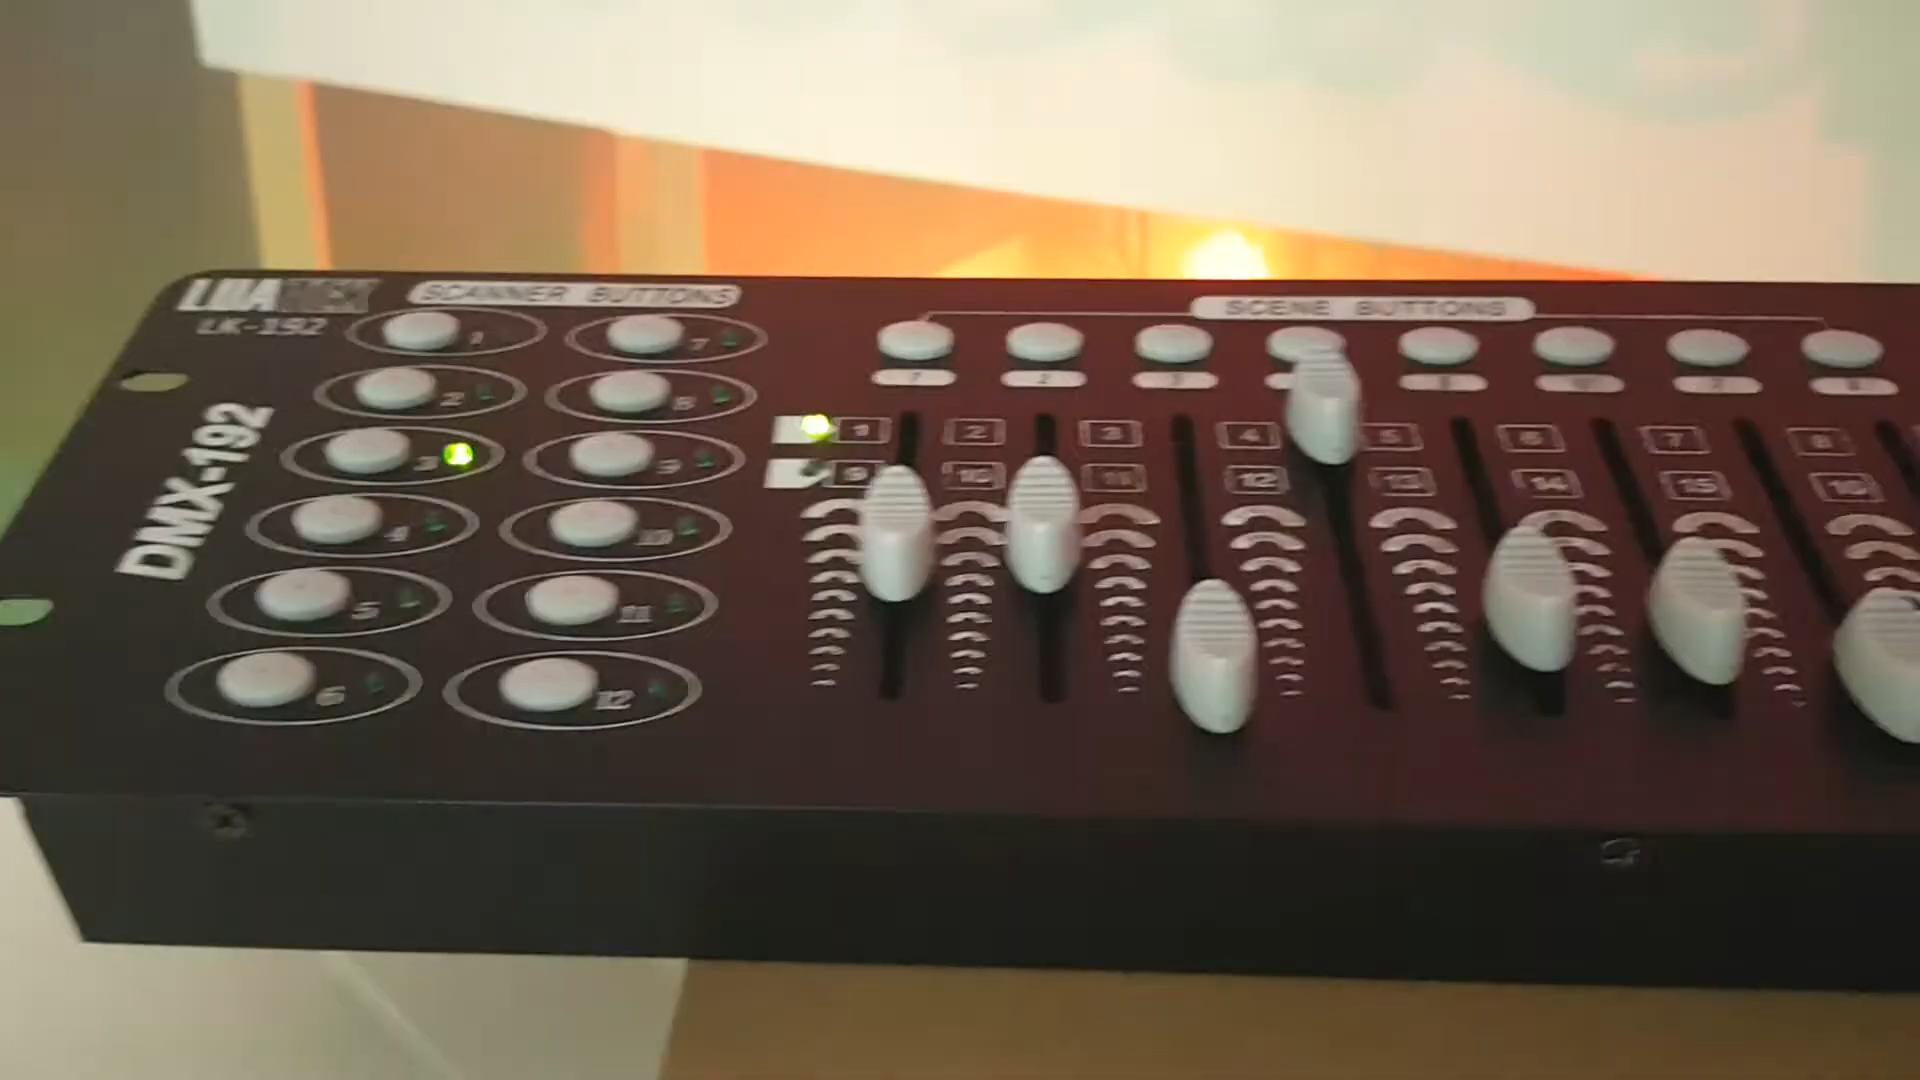 LK-192
SCANNER BUTTONS
SCENE BUTTONS
DMX-192
1 7
2 8
3 9
4 10
5 11
6 12
1 2 3 4 5 6 7 8
9 10 11 12 13 14 15 16